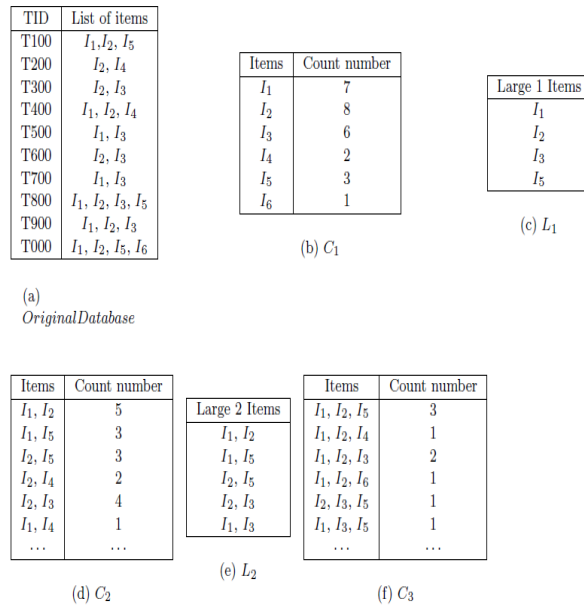 TID List of items
T100 I1,I2, I5
T200 I2, I4
T300 I2, I3
T400 I1, I2, I4
T500 I1, I3
T600 I2, I3
T700 I1, I3
T800 I1, I2, I3, I5
T900 I1, I2, I3
T000 I1, I2, I5, I6
(a)
OriginalDatabase
Items Count number
I1 7
I2 8
I3 6
I4 2
I5 3
I6 1
(b) C1
Large 1 Items
I1
I2
I3
I5
(c) L1
Items Count number
I1, I2 5
I1, I5 3
I2, I5 3
I2, I4 2
I2, I3 4
I1, I4 1
... ...
(d) C2
Large 2 Items
I1, I2
I1, I5
I2, I5
I2, I3
I1, I3
(e) L2
Items Count number
I1, I2, I5 3
I1, I2, I4 1
I1, I2, I3 2
I1, I2, I6 1
I2, I3, I5 1
I1, I3, I5 1
... ...
(f) C3